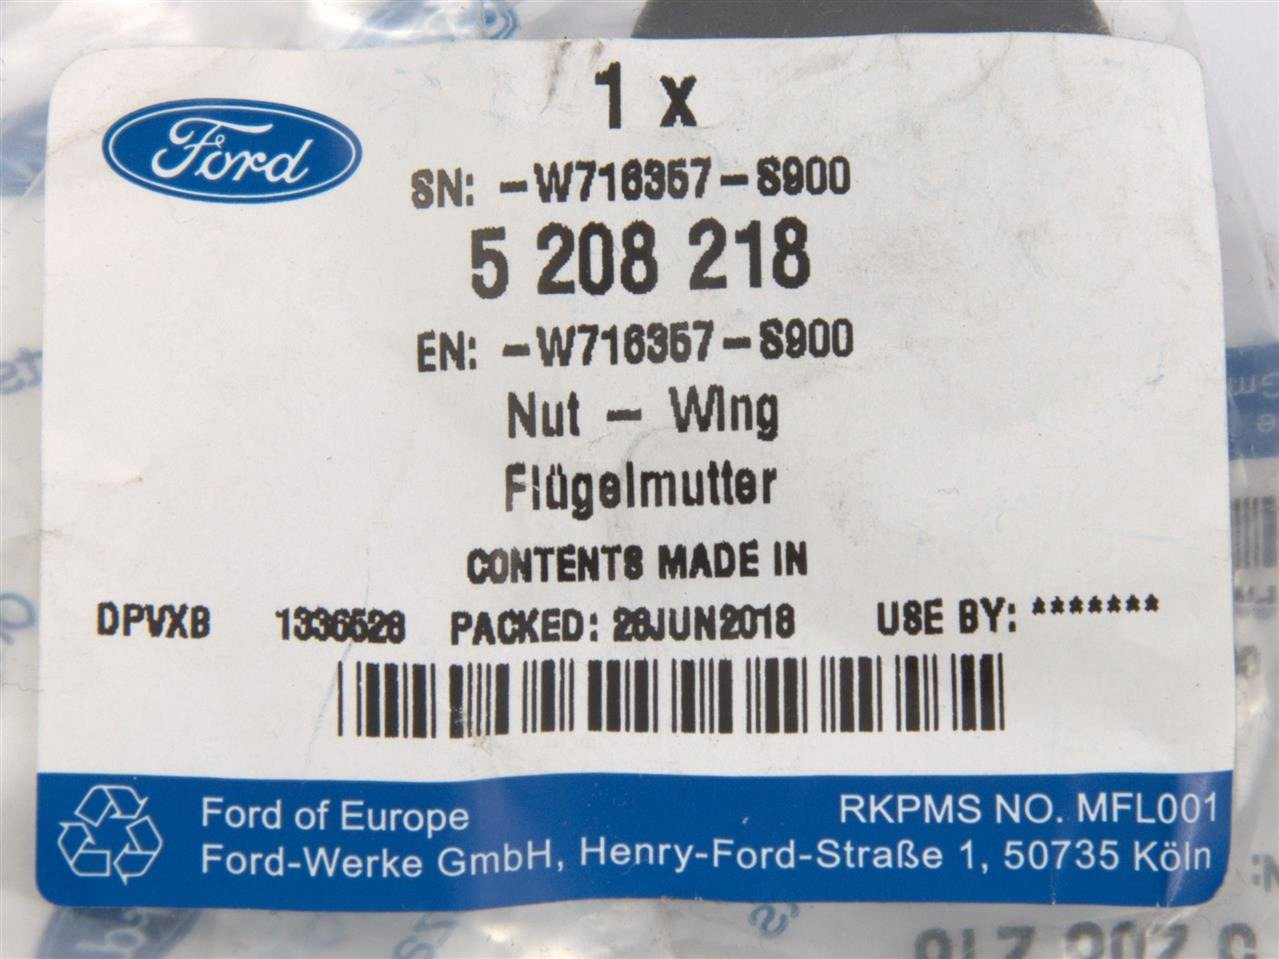 Ford
1 x
SN: -W716357-S900
5 208 218
EN: -W716357-S900
Nut - Wing
Flügelmutter
CONTENTS MADE IN
DPVXB 1336528 PACKED: 26JUN2018 USE BY: *******
Ford of Europe RKPMS NO. MFL001
Ford-Werke GmbH, Henry-Ford-Straße 1, 50735 Köln